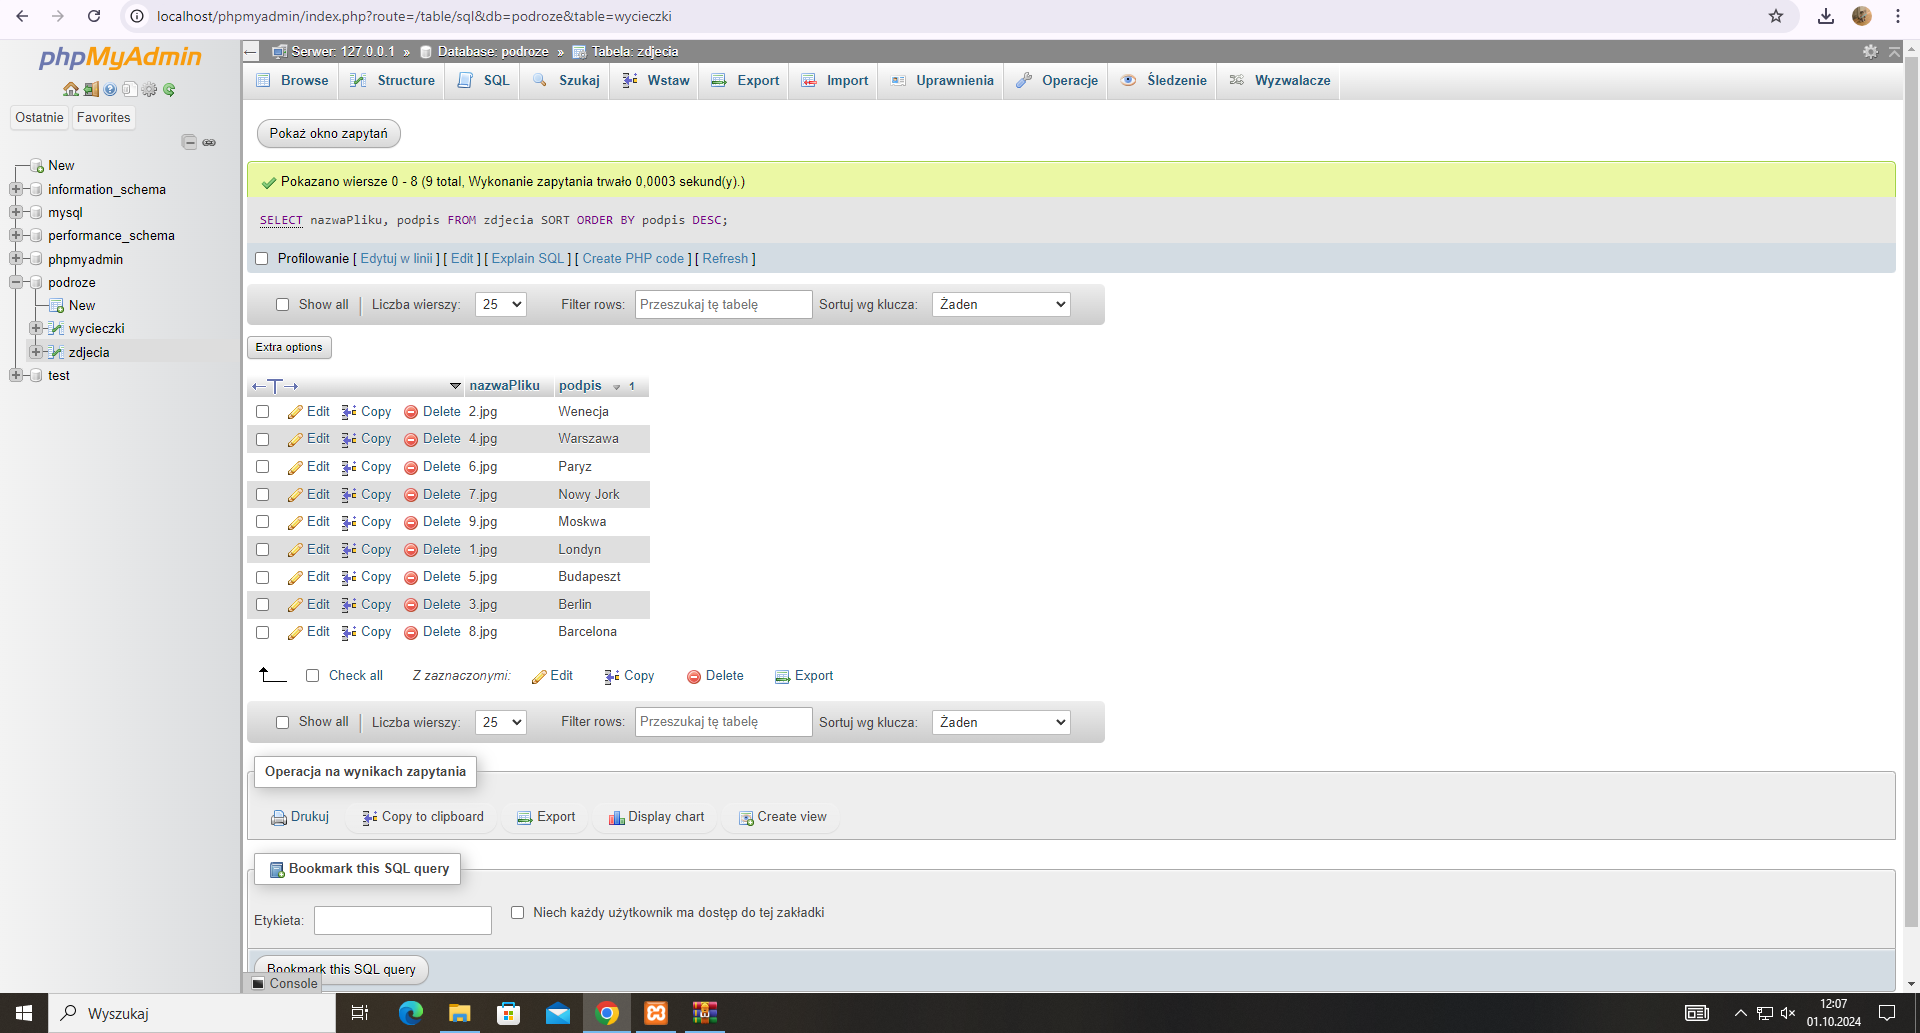 localhost/phpmyadmin/index.php?route=/table/sql&db=podroze&table=wycieczki
phpMyAdmin
Ostatnie Favorites
New
information_schema
mysql
performance_schema
phpmyadmin
podroze
New
wycieczki
zdjecia
test
Serwer: 127.0.0.1 » Database: podroze » Tabela: zdjecia
Browse Structure SQL Szukaj Wstaw Export Import Uprawnienia Operacje Śledzenie Wyzwalacze
Pokaż okno zapytań
Pokazano wiersze 0 - 8 (9 total, Wykonanie zapytania trwało 0,0003 sekund(y).)
SELECT nazwaPliku, podpis FROM zdjecia SORT ORDER BY podpis DESC;
Profilowanie [ Edytuj w linii ] [ Edit ] [ Explain SQL ] [ Create PHP code ] [ Refresh ]
Show all Liczba wierszy: 25 Filter rows: Przeszukaj tę tabelę Sortuj wg klucza: Żaden
Extra options
←T→ nazwaPliku podpis 1
Edit Copy Delete 2.jpg Wenecja
Edit Copy Delete 4.jpg Warszawa
Edit Copy Delete 6.jpg Paryz
Edit Copy Delete 7.jpg Nowy Jork
Edit Copy Delete 9.jpg Moskwa
Edit Copy Delete 1.jpg Londyn
Edit Copy Delete 5.jpg Budapeszt
Edit Copy Delete 3.jpg Berlin
Edit Copy Delete 8.jpg Barcelona
Check all Z zaznaczonymi: Edit Copy Delete Export
Show all Liczba wierszy: 25 Filter rows: Przeszukaj tę tabelę Sortuj wg klucza: Żaden
Operacja na wynikach zapytania
Drukuj Copy to clipboard Export Display chart Create view
Bookmark this SQL query
Etykieta: Niech każdy użytkownik ma dostęp do tej zakładki
Bookmark this SQL query
Console
Wyszukaj
12:07
01.10.2024